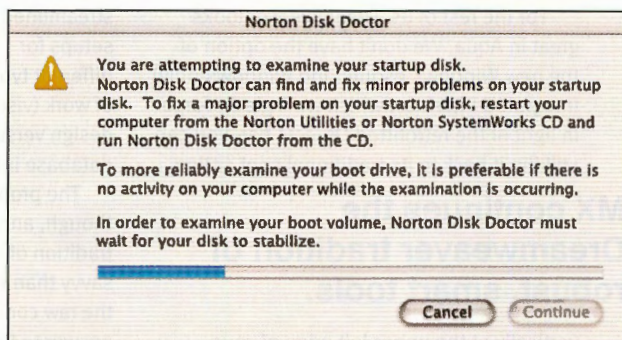 Norton Disk Doctor
You are attempting to examine your startup disk.
Norton Disk Doctor can find and fix minor problems on your startup
disk. To fix a major problem on your startup disk, restart your
computer from the Norton Utilities or Norton SystemWorks CD and
run Norton Disk Doctor from the CD.
To more reliably examine your boot drive, it is preferable if there is
no activity on your computer while the examination is occurring.
In order to examine your boot volume, Norton Disk Doctor must
wait for your disk to stabilize.
Cancel
Continue